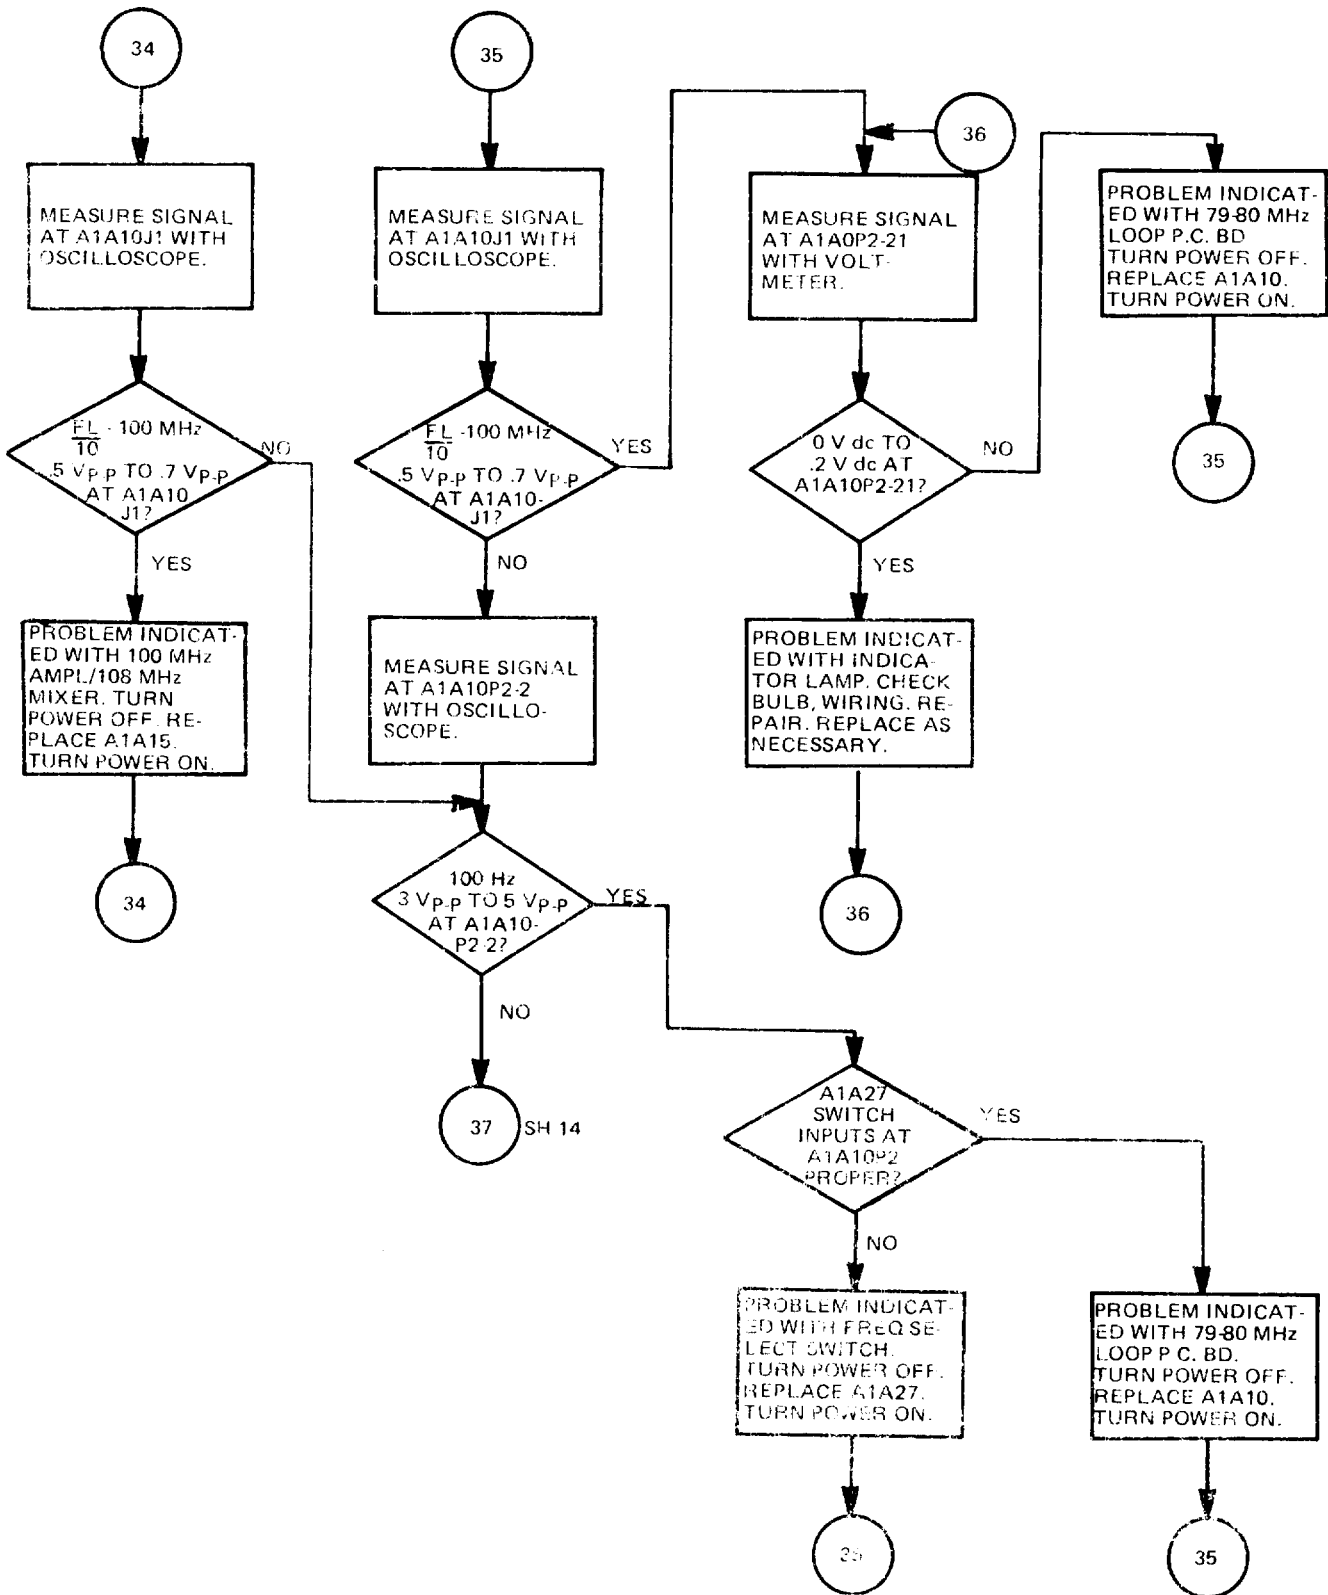 34
MEASURE SIGNAL
AT A1A10J1 WITH
OSCILLOSCOPE.
FL
10
- 100 MHz
.5 VP-P TO .7 VP-P
AT A1A10
J1?
NO
YES
PROBLEM INDICAT-
ED WITH 100 MHz
AMPL/108 MHz
MIXER. TURN
POWER OFF. RE-
PLACE A1A15.
TURN POWER ON.
34
35
MEASURE SIGNAL
AT A1A10J1 WITH
OSCILLOSCOPE.
FL
10
-100 MHz
.5 VP-P TO .7 VP-P
AT A1A10-
J1?
YES
NO
MEASURE SIGNAL
AT A1A10P2-2
WITH OSCILLO-
SCOPE.
100 Hz
3 VP-P TO 5 VP-P
AT A1A10-
P2-2?
YES
NO
37
SH 14
36
MEASURE SIGNAL
AT A1A0P2-21
WITH VOLT-
METER.
0 V dc TO
.2 V dc AT
A1A10P2-21?
NO
YES
PROBLEM INDICAT-
ED WITH INDICA-
TOR LAMP. CHECK
BULB, WIRING. RE-
PAIR. REPLACE AS
NECESSARY.
36
PROBLEM INDICAT-
ED WITH 79-80 MHz
LOOP P.C. BD
TURN POWER OFF.
REPLACE A1A10.
TURN POWER ON.
35
A1A27
SWITCH
INPUTS AT
A1A10P2
PROPER?
YES
NO
PROBLEM INDICAT-
ED WITH FREQ SE-
LECT SWITCH.
TURN POWER OFF.
REPLACE A1A27.
TURN POWER ON.
35
PROBLEM INDICAT-
ED WITH 79-80 MHz
LOOP P.C. BD.
TURN POWER OFF.
REPLACE A1A10.
TURN POWER ON.
35